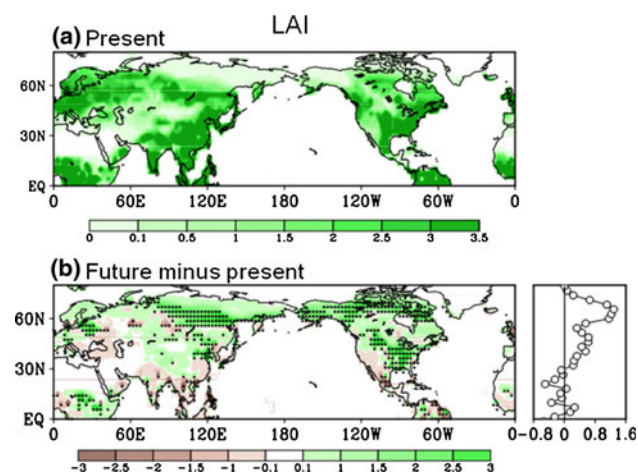 LAI
(a) Present
60N
30N
EQ
0 60E 120E 180 120W 60W 0
0 0.1 0.5 1 1.5 2 2.5 3 3.5
(b) Future minus present
60N
30N
EQ
0 60E 120E 180 120W 60W 0
-0.8 0 0.8 1.6
-3 -2.5 -2 -1.5 -1 -0.1 0.1 1 1.5 2 2.5 3